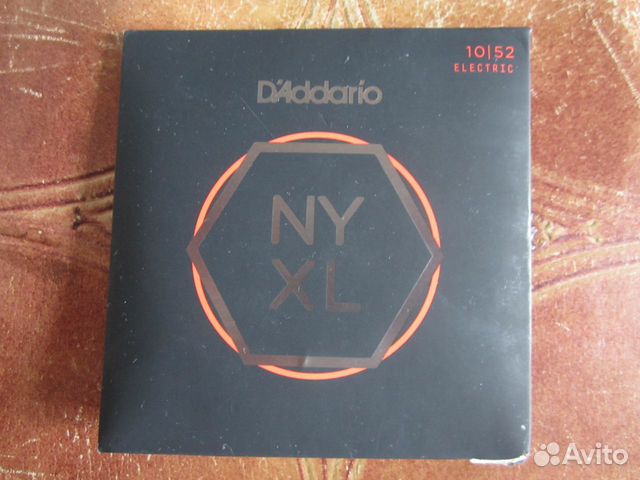 10|52
ELECTRIC
D'Addario
NY
XL
Avito